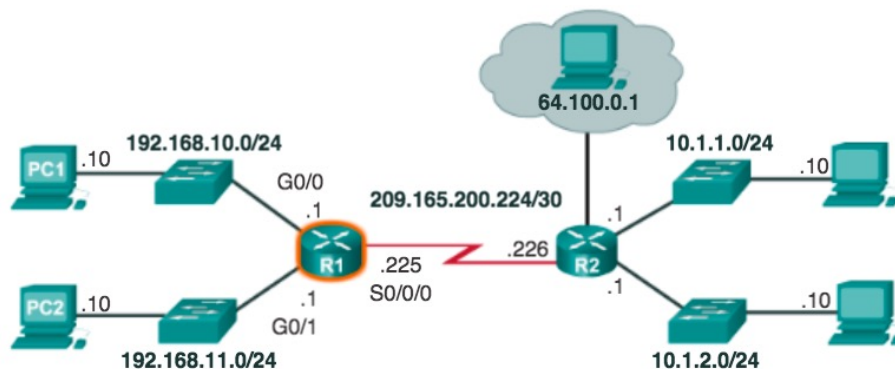 64.100.0.1
192.168.10.0/24
10.1.1.0/24
PC1
.10
.10
G0/0
209.165.200.224/30
.1
.1
R1
.225
.226
R2
S0/0/0
.1
.1
G0/1
PC2
.10
.10
192.168.11.0/24
10.1.2.0/24